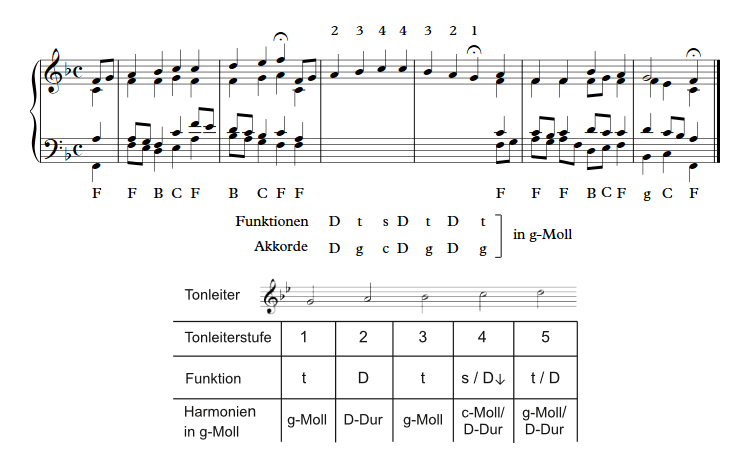 2 3 4 4 3 2 1
F F B C F B C F F F F F B C F g C F
Funktionen D t s D t D t
in g-Moll
Akkorde D g c D g D g
Tonleiter
Tonleiterstufe 1 2 3 4 5
Funktion t D t s / D↓ t / D
Harmonien in g-Moll g-Moll D-Dur g-Moll c-Moll/ D-Dur g-Moll/ D-Dur